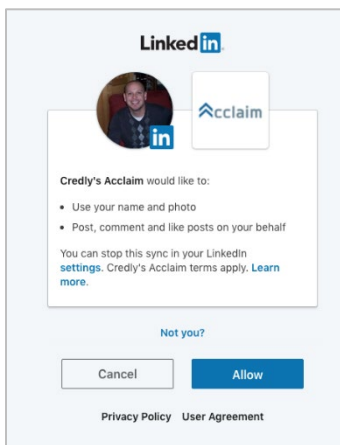 Linked in
in
Acclaim
Credly's Acclaim would like to:
• Use your name and photo
• Post, comment and like posts on your behalf
You can stop this sync in your LinkedIn
settings. Credly's Acclaim terms apply. Learn
more.
Not you?
Cancel Allow
Privacy Policy User Agreement